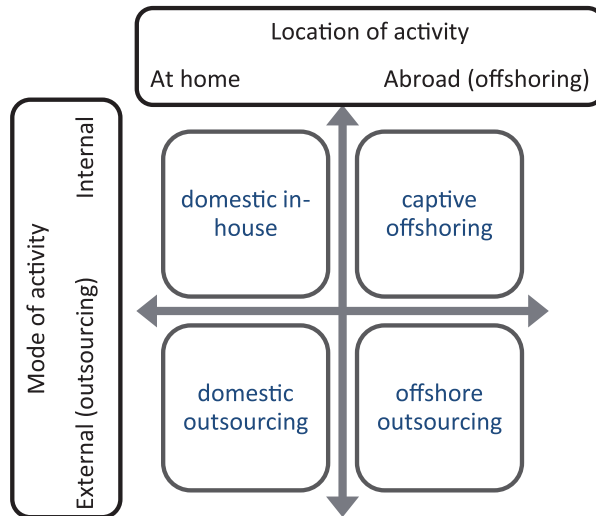 Location of activity
At home
Abroad (offshoring)
Mode of activity
Internal
External (outsourcing)
domestic in-
house
captive
offshoring
domestic
outsourcing
offshore
outsourcing